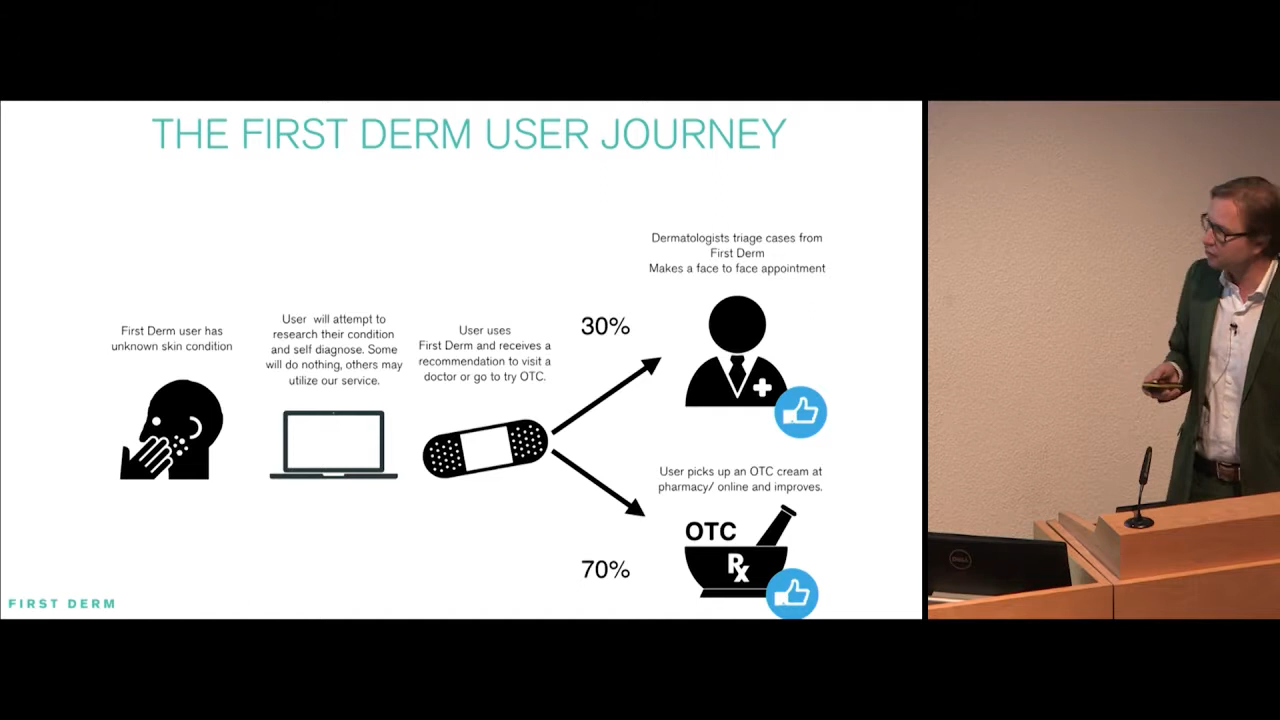 THE FIRST DERM USER JOURNEY
First Derm user has
unknown skin condition
User will attempt to
research their condition
and self diagnose. Some
will do nothing, others may
utilize our service.
User uses
First Derm and receives a
recommendation to visit a
doctor or go to try OTC.
30%
Dermatologists triage cases from
First Derm
Makes a face to face appointment
70%
User picks up an OTC cream at
pharmacy/ online and improves.
OTC
Rx
FIRST DERM
DELL